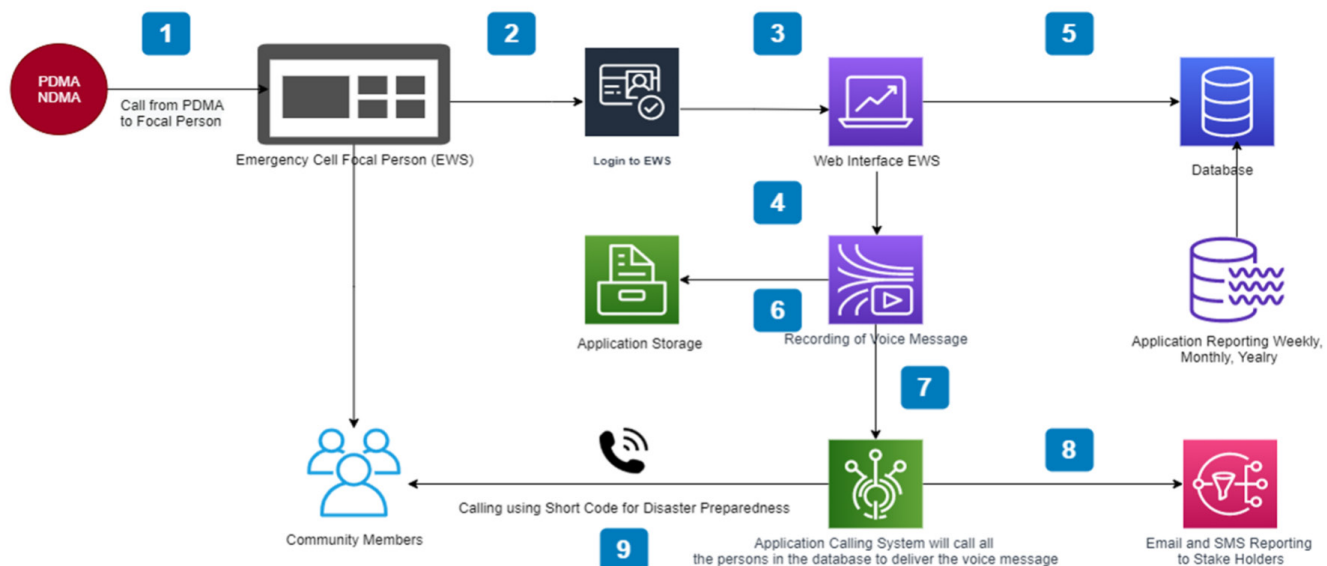 1
2
3
5
PDMA
NDMA
Call from PDMA
to Focal Person
Emergency Cell Focal Person (EWS)
Login to EWS
Web Interface EWS
Database
4
6
Application Storage
Recording of Voice Message
Application Reporting Weekly,
Monthly, Yealry
7
8
Calling using Short Code for Disaster Preparedness
Community Members
9
Application Calling System will call all
the persons in the database to deliver the voice message
Email and SMS Reporting
to Stake Holders